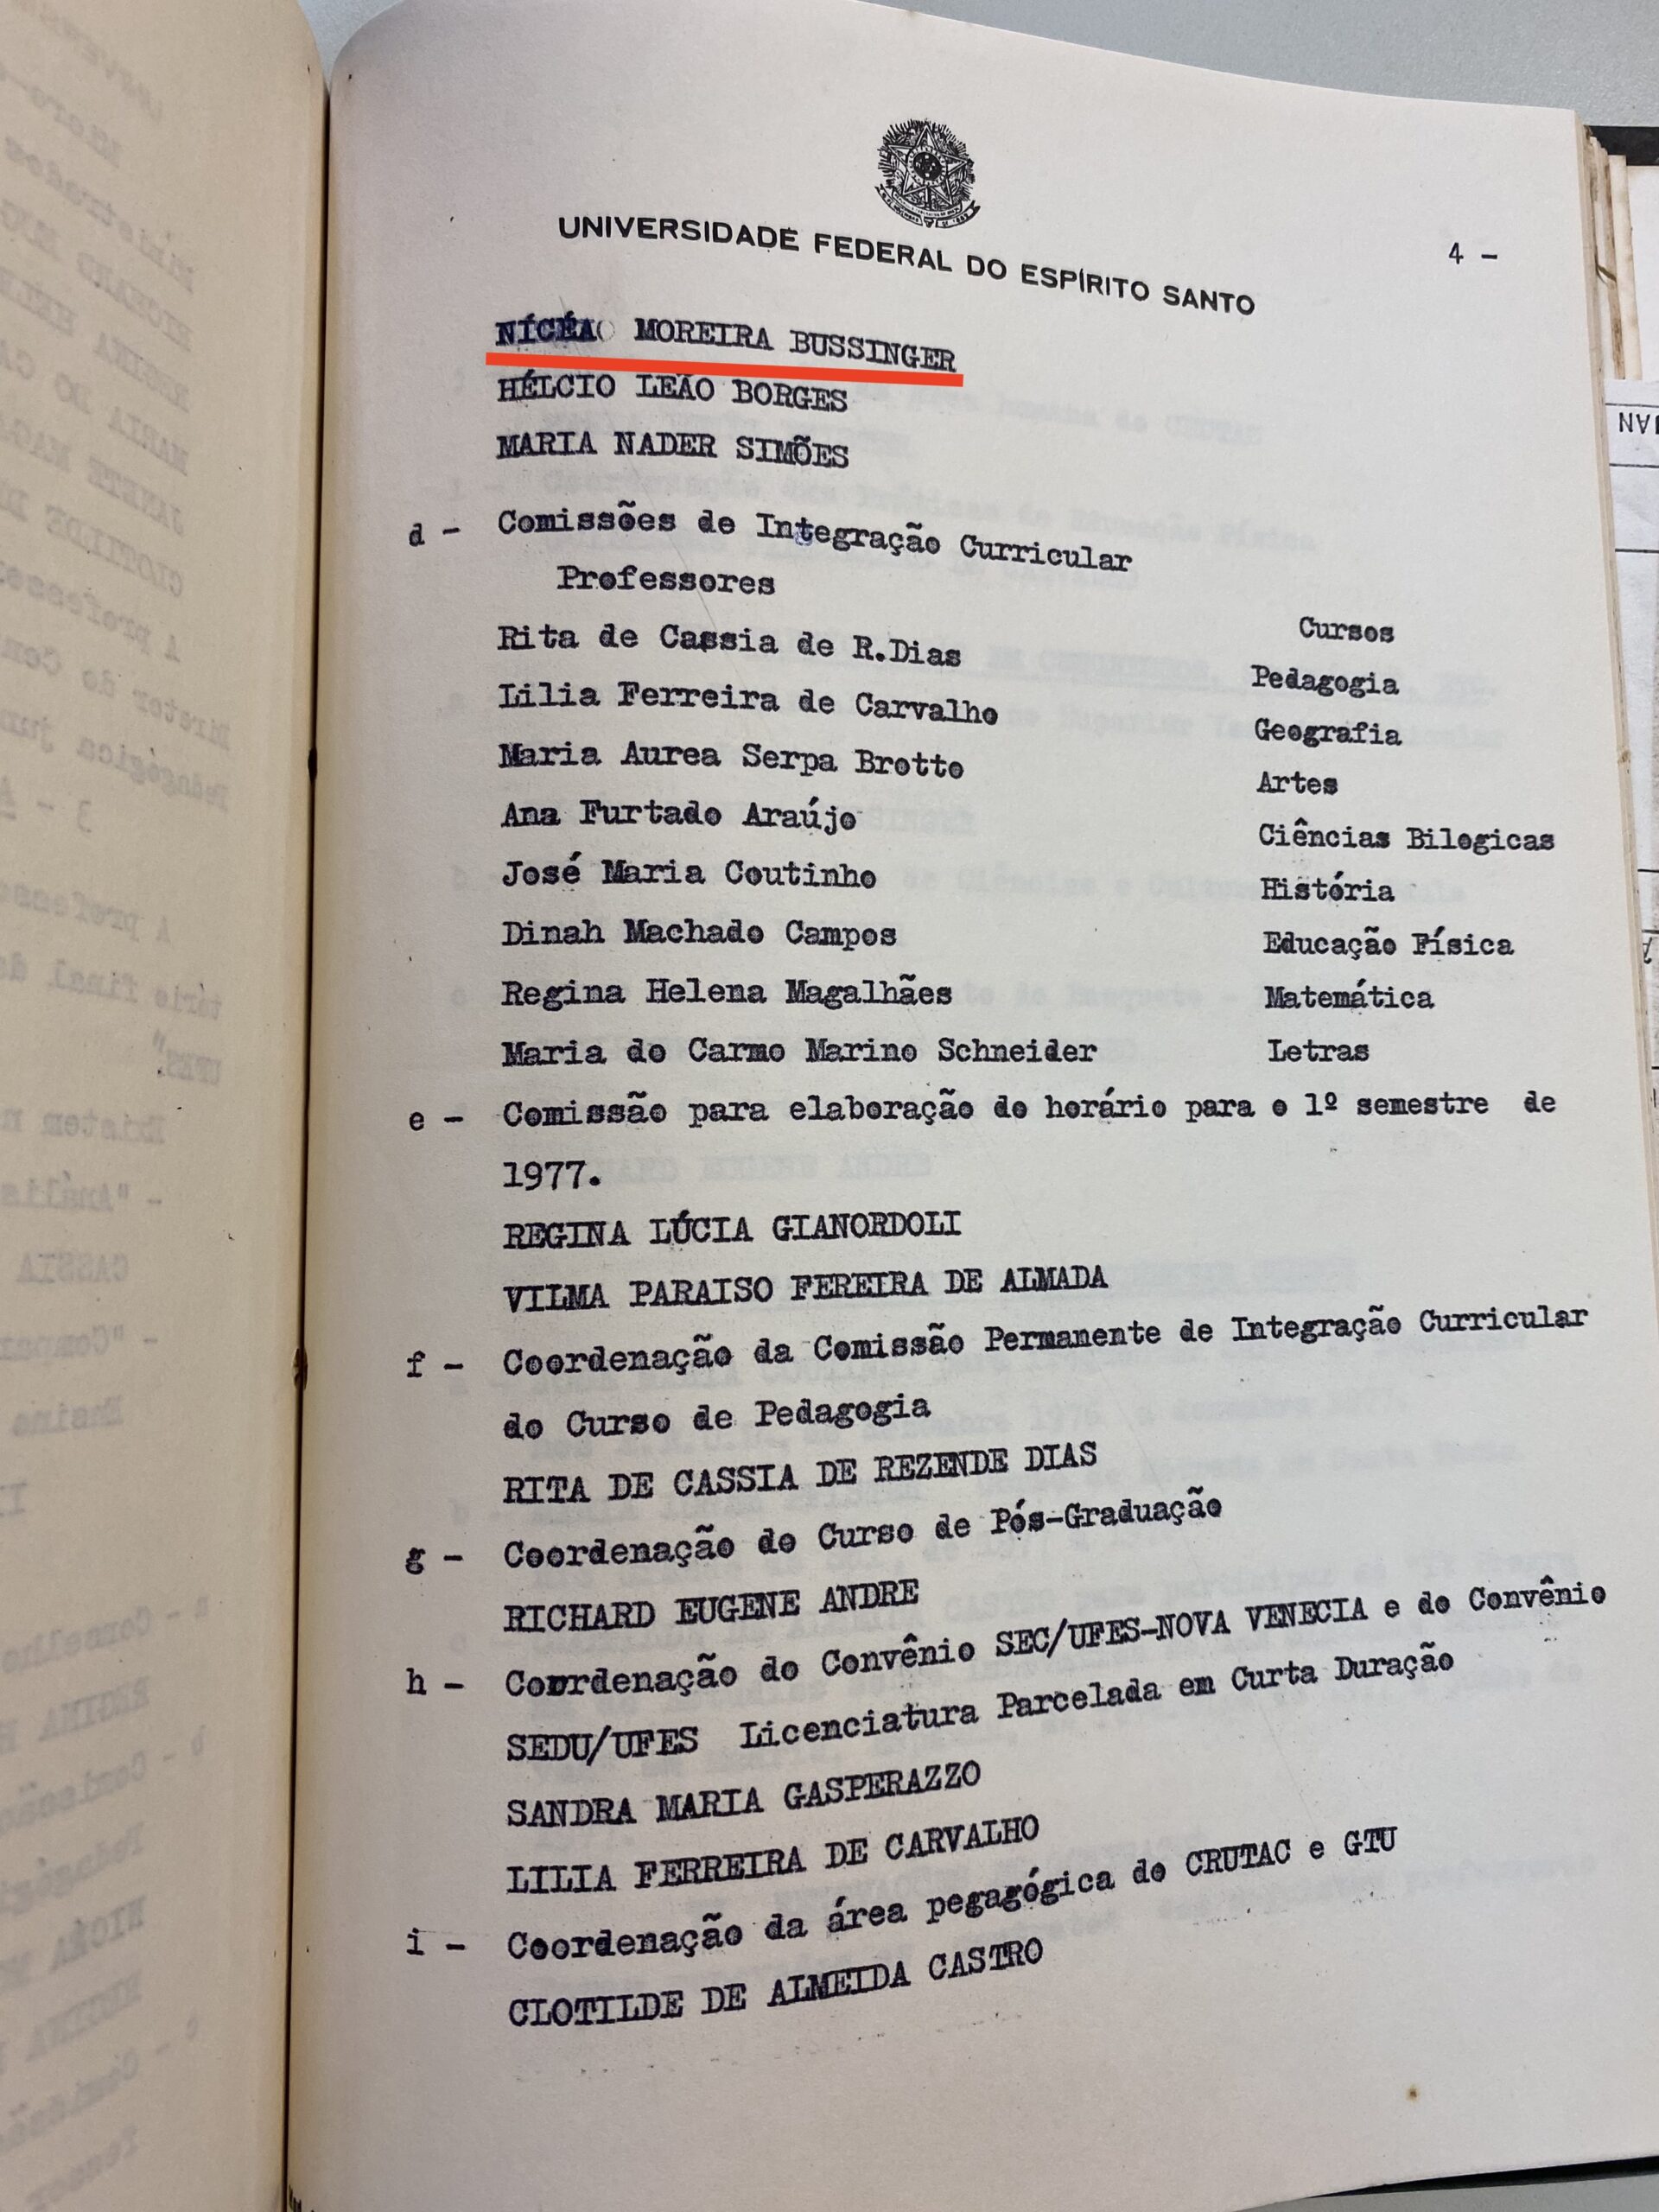 UNIVERSIDADE FEDERAL DO ESPÍRITO SANTO
4 -
NÍCÉA MOREIRA BUSSINGER
HÉLCIO LEÃO BORGES
MARIA NADER SIMÕES
d - Comissões de Integração Curricular
Professores Cursos
Rita de Cassia de R.Dias Pedagogia
Lilia Ferreira de Carvalho Geografia
Maria Aurea Serpa Brotto Artes
Ana Furtado Araújo Ciências Bilogicas
José Maria Coutinho História
Dinah Machado Campos Educação Física
Regina Helena Magalhães Matemática
Maria do Carmo Marino Schneider Letras
e - Comissão para elaboração do horário para o 1º semestre de
1977.
REGINA LÚCIA GIANORDOLI
VILMA PARAISO FEREIRA DE ALMADA
f - Coordenação da Comissão Permanente de Integração Curricular
do Curso de Pedagogia
RITA DE CASSIA DE REZENDE DIAS
g - Coordenação do Curso de Pós-Graduação
RICHARD EUGENE ANDRE
h - Coordenação do Convênio SEC/UFES-NOVA VENECIA e do Convênio
SEDU/UFES Licenciatura Parcelada em Curta Duração
SANDRA MARIA GASPERAZZO
LILIA FERREIRA DE CARVALHO
i - Coordenação da área pegagógica do CRUTAC e GTU
CLOTILDE DE ALMEIDA CASTRO